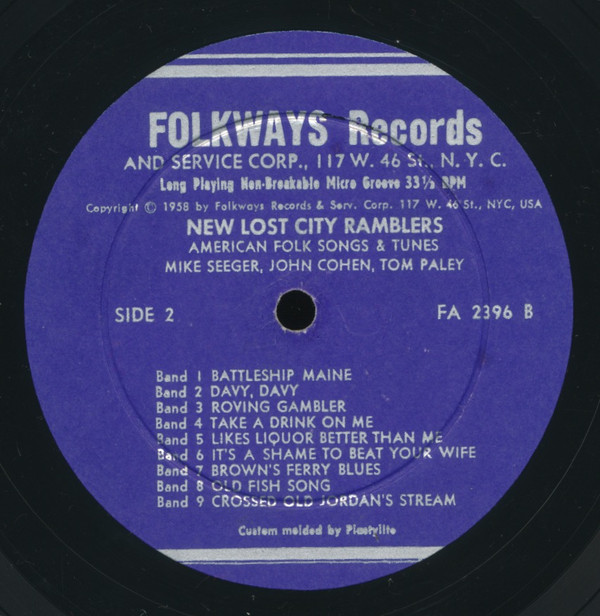 FOLKWAYS Records
AND SERVICE CORP., 117 W. 46 St., N. Y. C.
Long Playing Non-Breakable Micro Groove 33⅓ RPM
Copyright © 1958 by Folkways Records & Serv. Corp. 117 W. 46 St., NYC, USA
NEW LOST CITY RAMBLERS
AMERICAN FOLK SONGS & TUNES
MIKE SEEGER, JOHN COHEN, TOM PALEY
SIDE 2 FA 2396 B
Band 1 BATTLESHIP MAINE
Band 2 DAVY, DAVY
Band 3 ROVING GAMBLER
Band 4 TAKE A DRINK ON ME
Band 5 LIKES LIQUOR BETTER THAN ME
Band 6 IT'S A SHAME TO BEAT YOUR WIFE
Band 7 BROWN'S FERRY BLUES
Band 8 OLD FISH SONG
Band 9 CROSSED OLD JORDAN'S STREAM
Custom molded by Plastylite